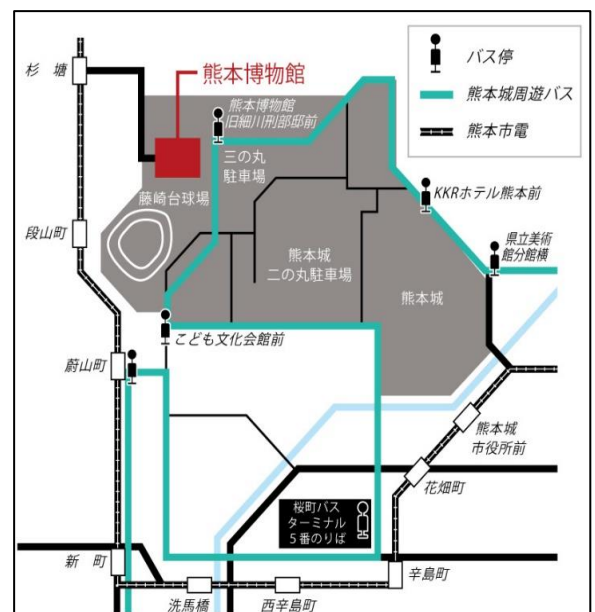 杉 塘
熊本博物館
バス停
熊本城周遊バス
熊本市電
熊本博物館
旧細川刑部邸前
三の丸
駐車場
藤崎台球場
KKRホテル熊本前
段山町
熊本城
二の丸駐車場
県立美術
館分館横
熊本城
こども文化会館前
蔚山町
熊本城
市役所前
花畑町
桜町バス
ターミナル
5番のりば
新 町
辛島町
洗馬橋
西辛島町